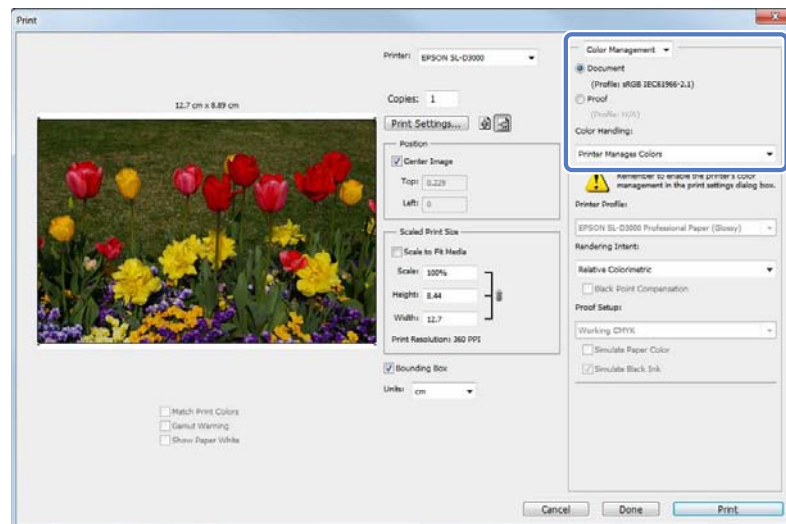 Print
12.7 cm x 8.89 cm
Match Print Colors
Gamut Warning
Show Paper White
Printer: EPSON SL-D3000
Copies: 1
Print Settings...
Position
Center Image
Top: 0.229
Left: 0
Scaled Print Size
Scale to Fit Media
Scale: 100%
Height: 8.44
Width: 12.7
Print Resolution: 360 PPI
Bounding Box
Units: cm
Color Management
Document
(Profile: sRGB IEC61966-2.1)
Proof
(Profile: N/A)
Color Handling:
Printer Manages Colors
Remember to enable the printer's color
management in the print settings dialog box.
Printer Profile:
EPSON SL-D3000 Professional Paper (Glossy)
Rendering Intent:
Relative Colorimetric
Black Point Compensation
Proof Setup:
Working CMYK
Simulate Paper Color
Simulate Black Ink
Cancel
Done
Print